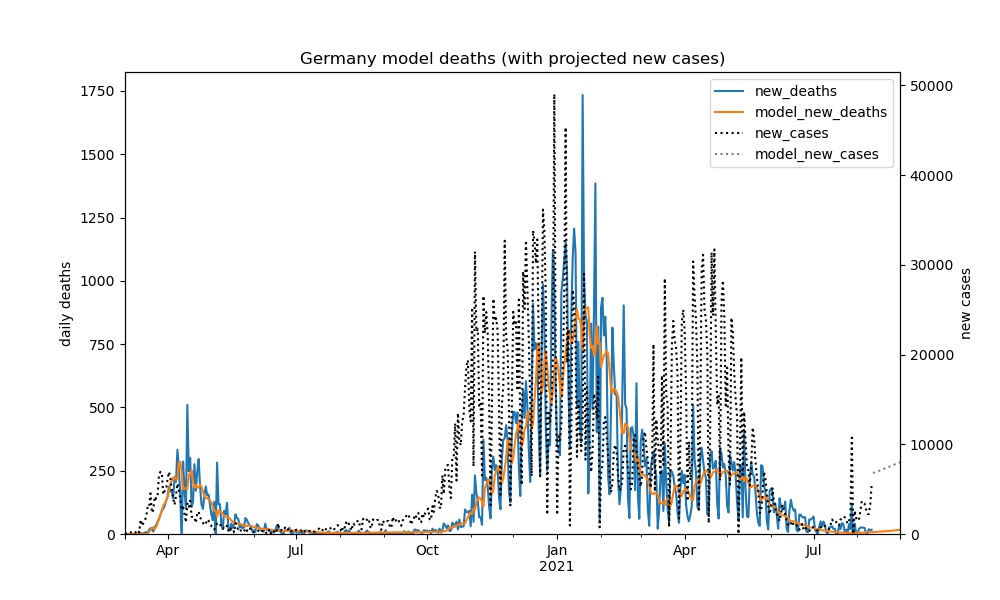 Germany model deaths (with projected new cases)
new_deaths
model_new_deaths
new_cases
model_new_cases
daily deaths
1750
1500
1250
1000
750
500
250
0
50000
40000
30000
20000
10000
0
new cases
Apr
Jul
Oct
Jan
2021
Apr
Jul